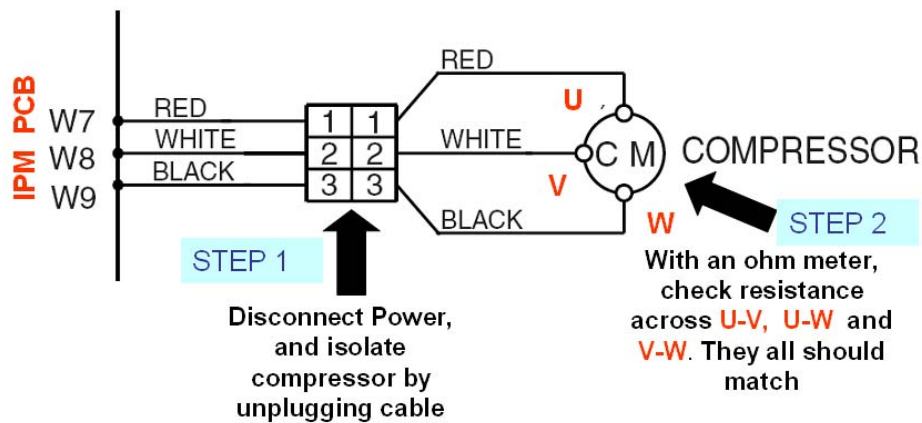 IPM PCB
W7
W8
W9
RED
WHITE
BLACK
1 1
2 2
3 3
RED
WHITE
BLACK
U
V
W
C M
COMPRESSOR
STEP 1
Disconnect Power,
and isolate
compressor by
unplugging cable
STEP 2
With an ohm meter,
check resistance
across U-V, U-W and
V-W. They all should
match